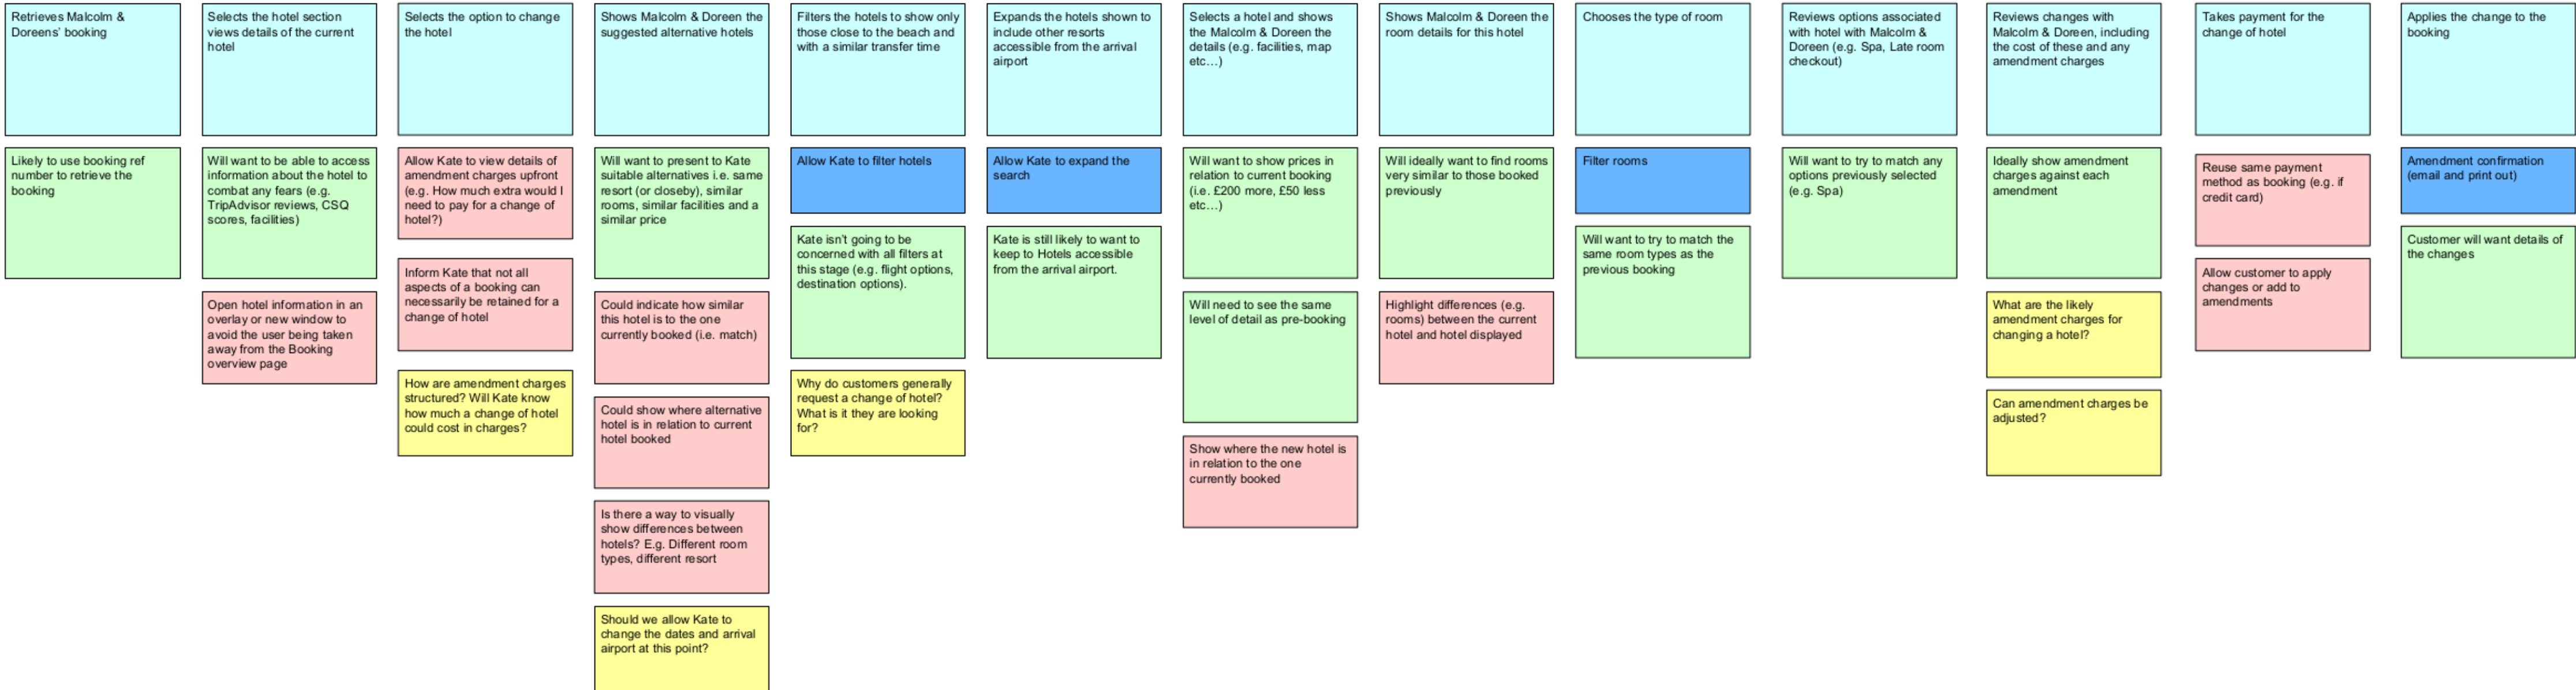 Retrieves Malcolm &
Doreens' booking
Likely to use booking ref
number to retrieve the
booking
Selects the hotel section
views details of the current
hotel
Will want to be able to access
information about the hotel to
combat any fears (e.g.
TripAdvisor reviews, CSQ
scores, facilities)
Open hotel information in an
overlay or new window to
avoid the user being taken
away from the Booking
overview page
Selects the option to change
the hotel
Allow Kate to view details of
amendment charges upfront
(e.g. How much extra would I
need to pay for a change of
hotel?)
Inform Kate that not all
aspects of a booking can
necessarily be retained for a
change of hotel
How are amendment charges
structured? Will Kate know
how much a change of hotel
could cost in charges?
Shows Malcolm & Doreen the
suggested alternative hotels
Will want to present to Kate
suitable alternatives i.e. same
resort (or closeby), similar
rooms, similar facilities and a
similar price
Could indicate how similar
this hotel is to the one
currently booked (i.e. match)
Could show where alternative
hotel is in relation to current
hotel booked
Is there a way to visually
show differences between
hotels? E.g. Different room
types, different resort
Should we allow Kate to
change the dates and arrival
airport at this point?
Filters the hotels to show only
those close to the beach and
with a similar transfer time
Allow Kate to filter hotels
Kate isn't going to be
concerned with all filters at
this stage (e.g. flight options,
destination options).
Why do customers generally
request a change of hotel?
What is it they are looking
for?
Expands the hotels shown to
include other resorts
accessible from the arrival
airport
Allow Kate to expand the
search
Kate is still likely to want to
keep to Hotels accessible
from the arrival airport.
Selects a hotel and shows
the Malcolm & Doreen the
details (e.g. facilities, map
etc…)
Will want to show prices in
relation to current booking
(i.e. £200 more, £50 less
etc…)
Will need to see the same
level of detail as pre-booking
Show where the new hotel is
in relation to the one
currently booked
Shows Malcolm & Doreen the
room details for this hotel
Will ideally want to find rooms
very similar to those booked
previously
Highlight differences (e.g.
rooms) between the current
hotel and hotel displayed
Chooses the type of room
Filter rooms
Will want to try to match the
same room types as the
previous booking
Reviews options associated
with hotel with Malcolm &
Doreen (e.g. Spa, Late room
checkout)
Will want to try to match any
options previously selected
(e.g. Spa)
Reviews changes with
Malcolm & Doreen, including
the cost of these and any
amendment charges
Ideally show amendment
charges against each
amendment
What are the likely
amendment charges for
changing a hotel?
Can amendment charges be
adjusted?
Takes payment for the
change of hotel
Reuse same payment
method as booking (e.g. if
credit card)
Allow customer to apply
changes or add to
amendments
Applies the change to the
booking
Amendment confirmation
(email and print out)
Customer will want details of
the changes